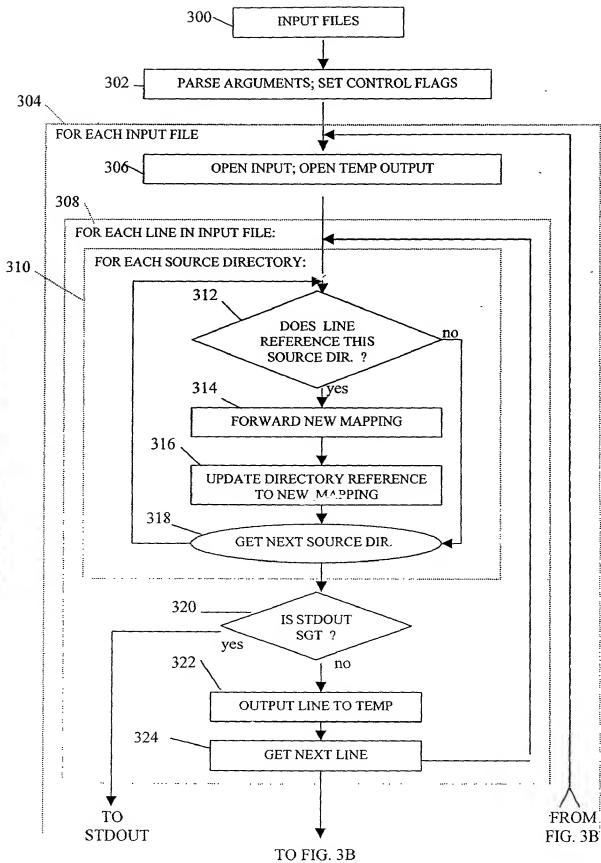 300
INPUT FILES
302
PARSE ARGUMENTS; SET CONTROL FLAGS
304
FOR EACH INPUT FILE
306
OPEN INPUT; OPEN TEMP OUTPUT
308
FOR EACH LINE IN INPUT FILE:
310
FOR EACH SOURCE DIRECTORY:
312
DOES LINE
REFERENCE THIS
SOURCE DIR. ?
no
yes
314
FORWARD NEW MAPPING
316
UPDATE DIRECTORY REFERENCE
TO NEW MAPPING
318
GET NEXT SOURCE DIR.
320
IS STDOUT
SGT ?
yes
no
322
OUTPUT LINE TO TEMP
324
GET NEXT LINE
TO
STDOUT
TO FIG. 3B
FROM
FIG. 3B